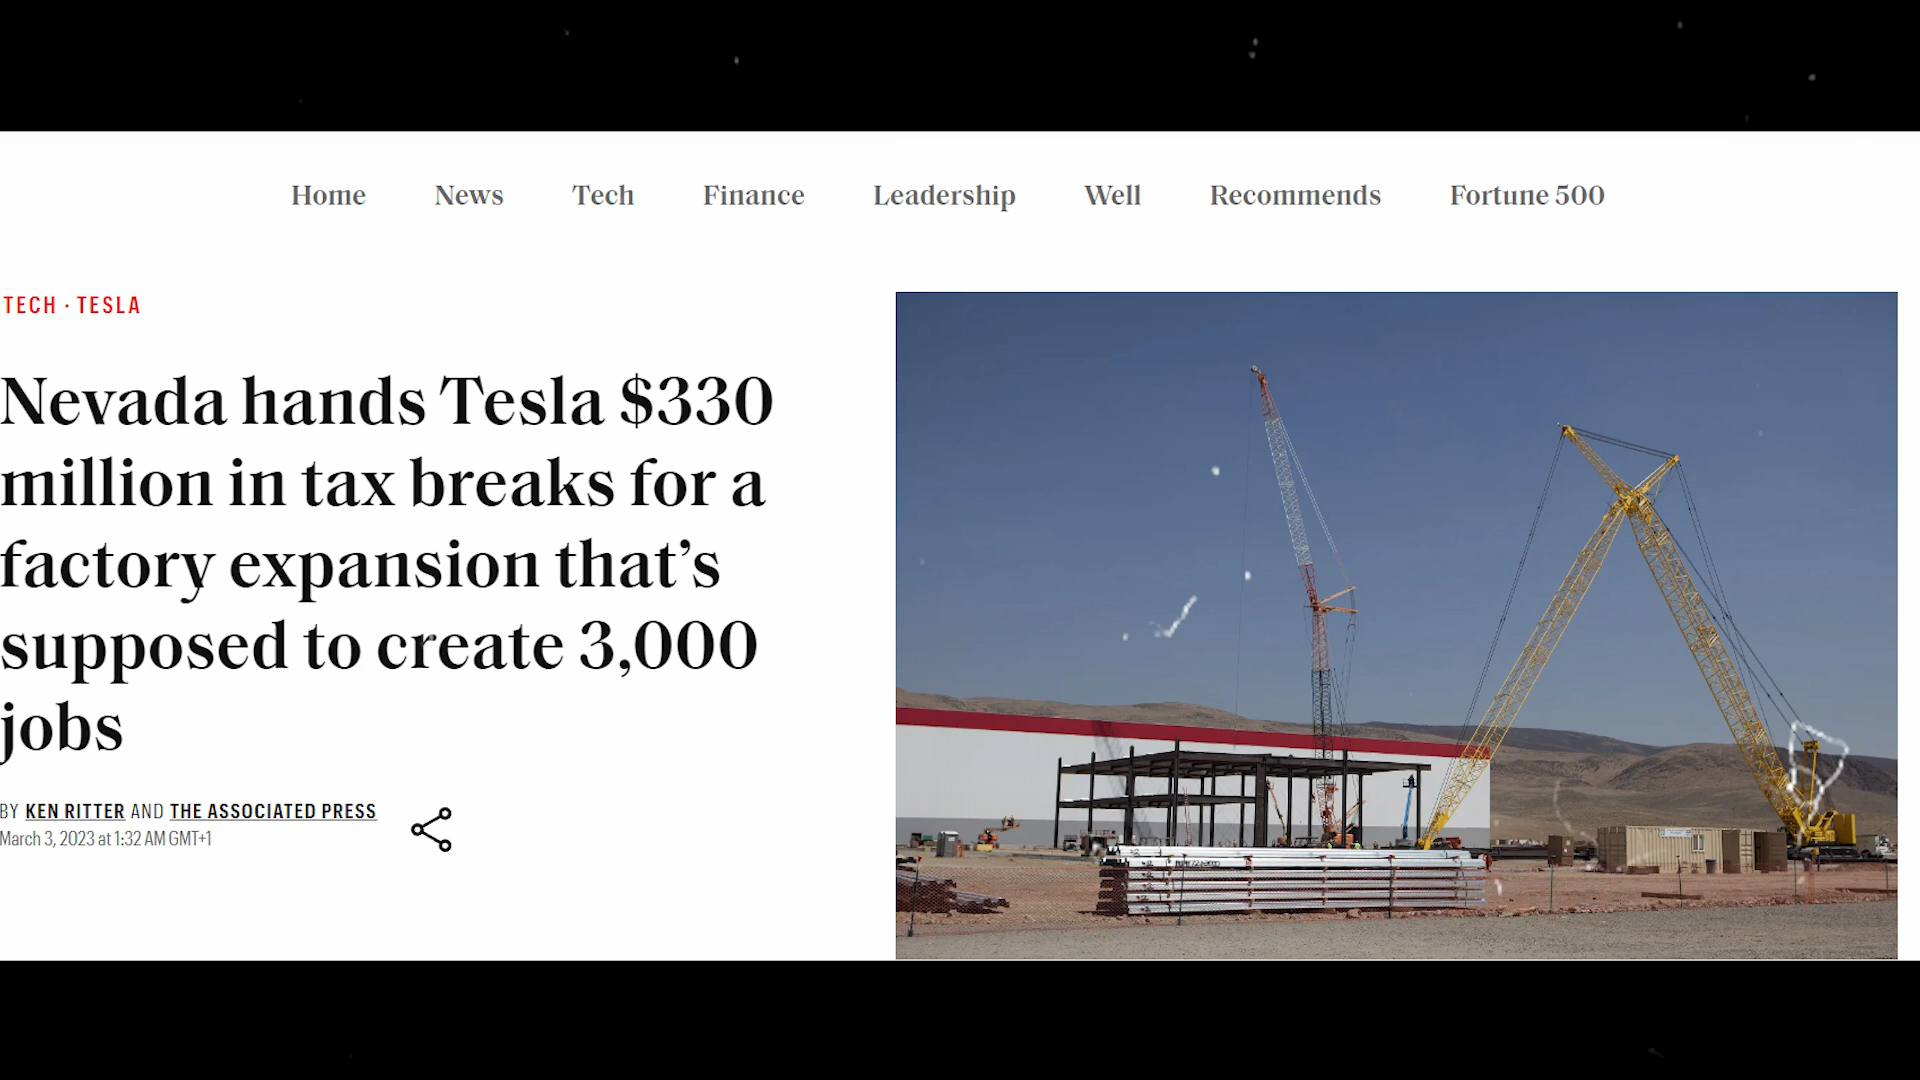 Home News Tech Finance Leadership Well Recommends Fortune 500
TECH · TESLA
Nevada hands Tesla $330
million in tax breaks for a
factory expansion that’s
supposed to create 3,000
jobs
BY KEN RITTER AND THE ASSOCIATED PRESS
March 3, 2023 at 1:32 AM GMT+1